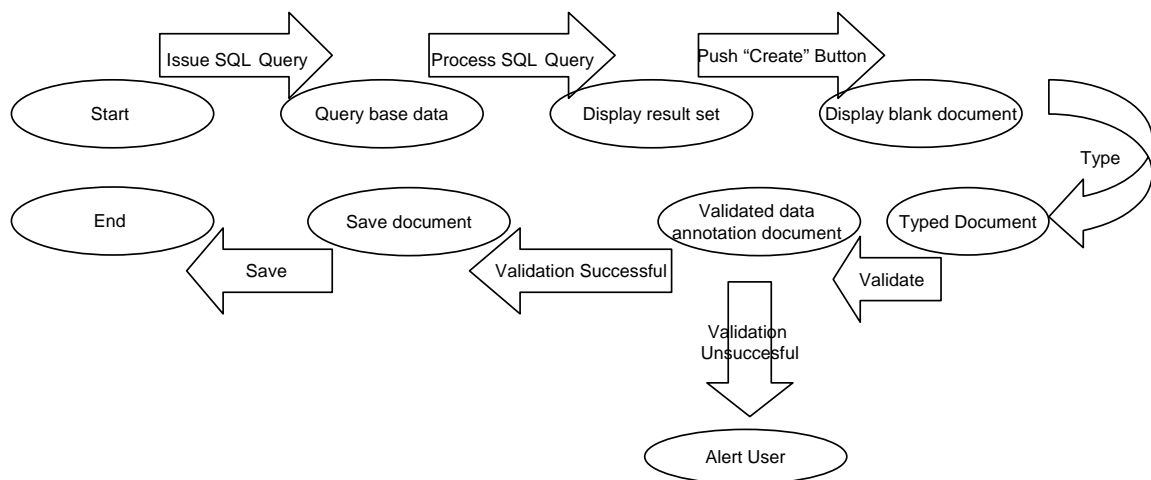 Issue SQL Query
Process SQL Query
Push “Create” Button
Start
Query base data
Display result set
Display blank document
Type
End
Save document
Validated data
annotation document
Typed Document
Save
Validation Successful
Validate
Validation
Unsuccesful
Alert User